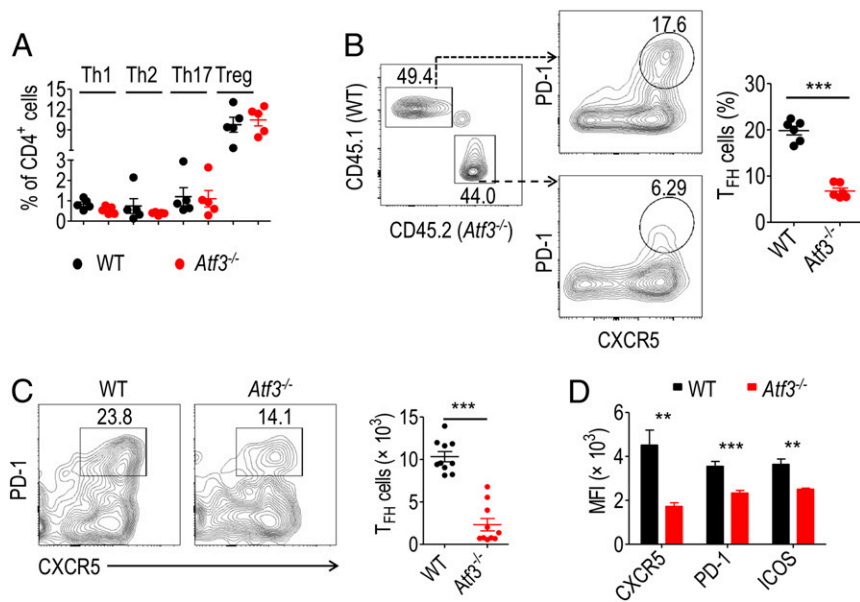 A
Th1 Th2 Th17 Treg
% of CD4+ cells
15
12
9
6
3
2
1
0
WT Atf3-/-
B
49.4
CD45.1 (WT)
44.0
CD45.2 (Atf3-/-)
17.6
PD-1
6.29
PD-1
CXCR5
***
TFH cells (%)
30
20
10
0
WT Atf3-/-
C
WT Atf3-/-
23.8 14.1
PD-1
CXCR5
***
TFH cells (× 10³)
15
10
5
0
WT Atf3-/-
D
WT Atf3-/-
** *** **
MFI (× 10³)
6
4
2
0
CXCR5 PD-1 ICOS